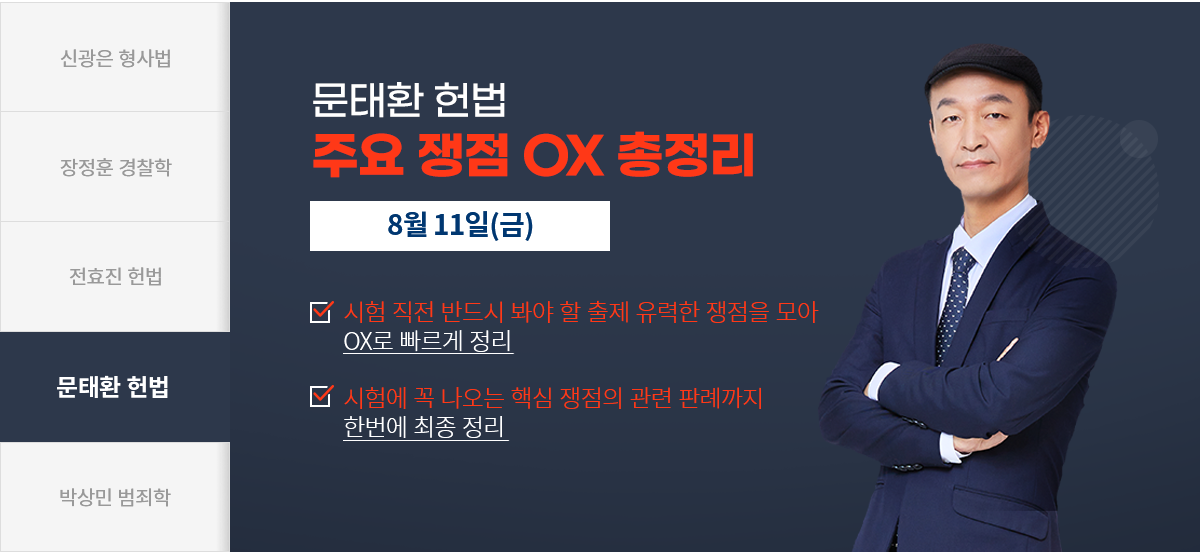 신광은 형사법
장정훈 경찰학
전효진 헌법
문태환 헌법
박상민 범죄학
문태환 헌법
주요 쟁점 OX 총정리
8월 11일(금)
시험 직전 반드시 봐야 할 출제 유력한 쟁점을 모아
OX로 빠르게 정리
시험에 꼭 나오는 핵심 쟁점의 관련 판례까지
한번에 최종 정리